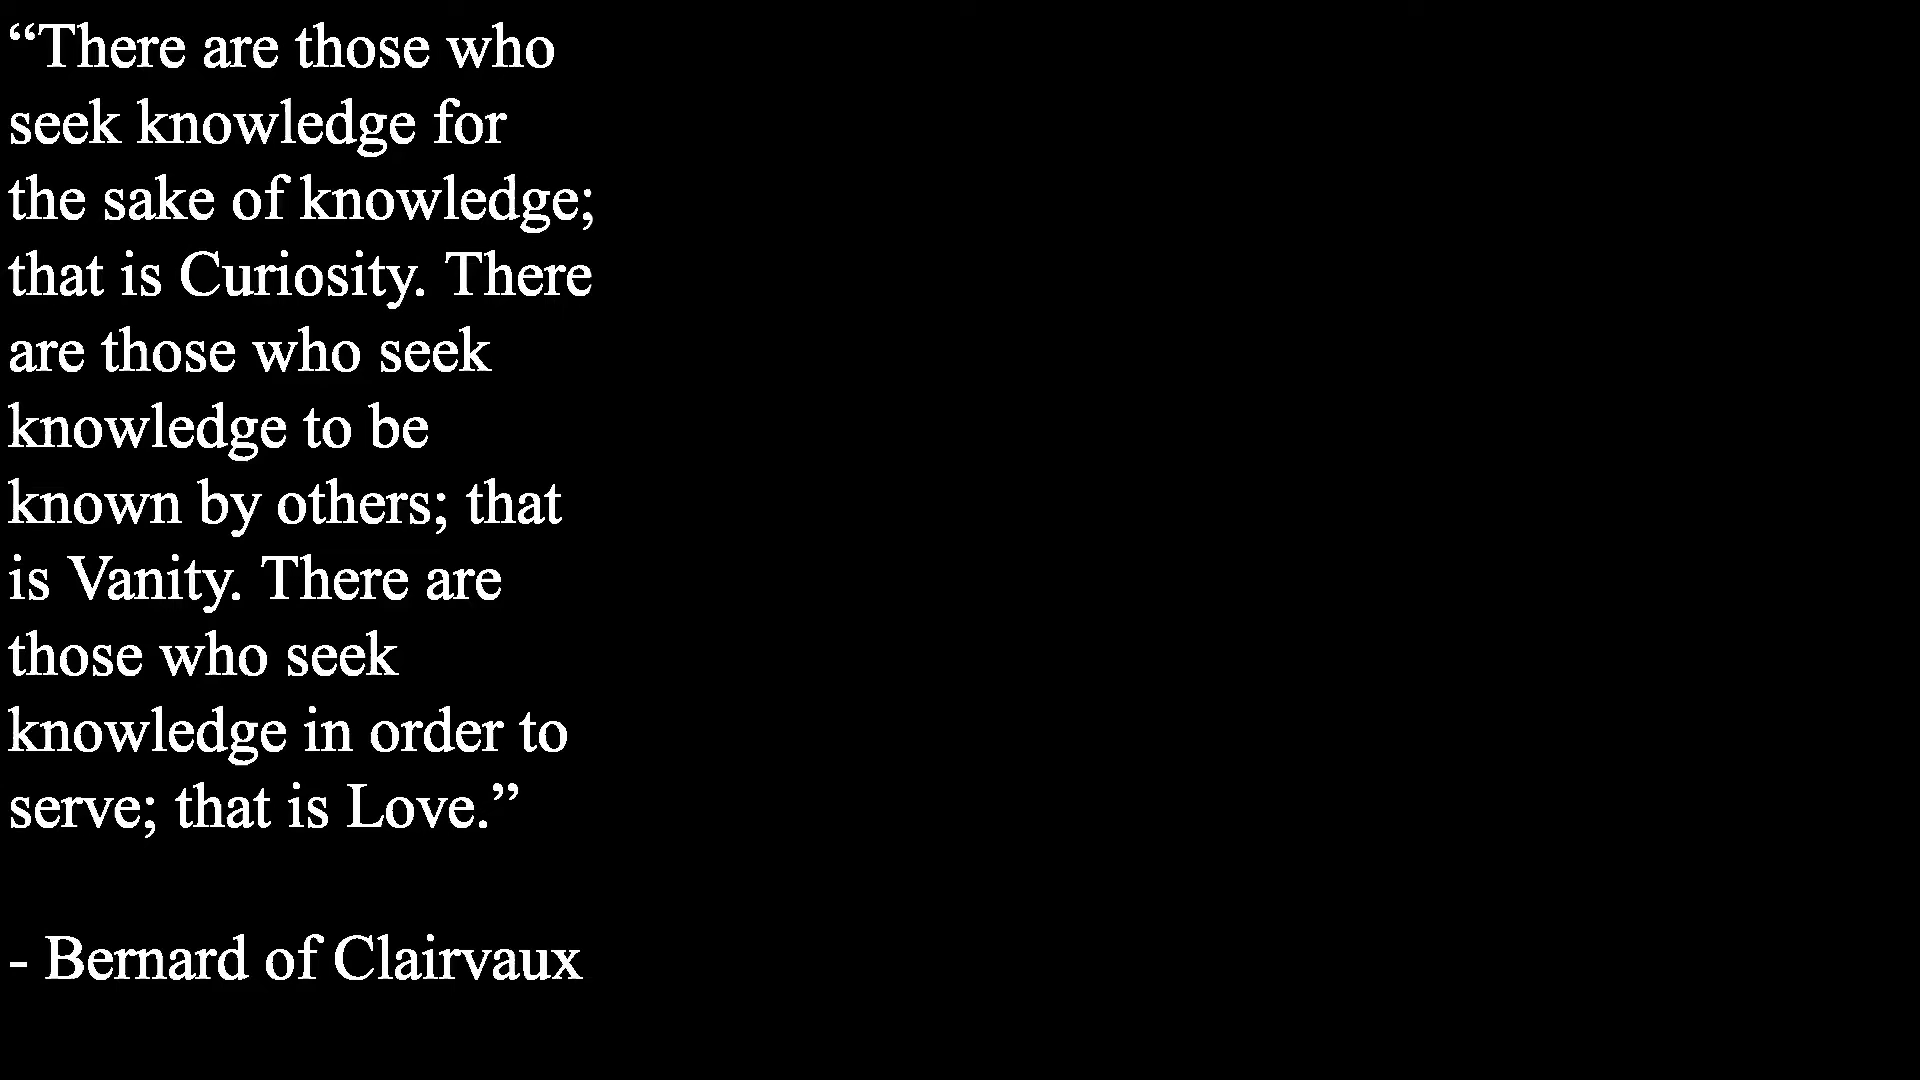 “There are those who
seek knowledge for
the sake of knowledge;
that is Curiosity. There
are those who seek
knowledge to be
known by others; that
is Vanity. There are
those who seek
knowledge in order to
serve; that is Love.”
- Bernard of Clairvaux